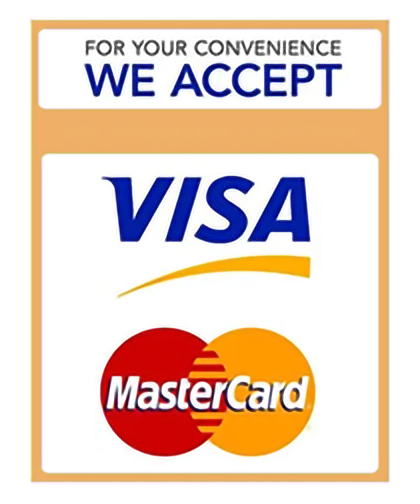 FOR YOUR CONVENIENCE
WE ACCEPT
VISA
MasterCard